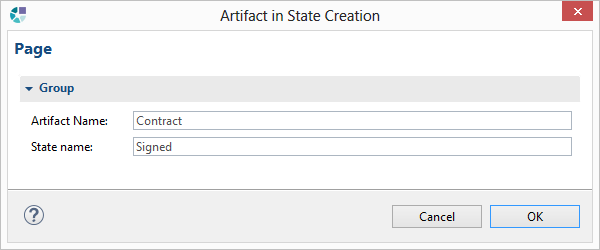 Artifact in State Creation
Page
Group
Artifact Name: Contract
State name: Signed
? Cancel OK